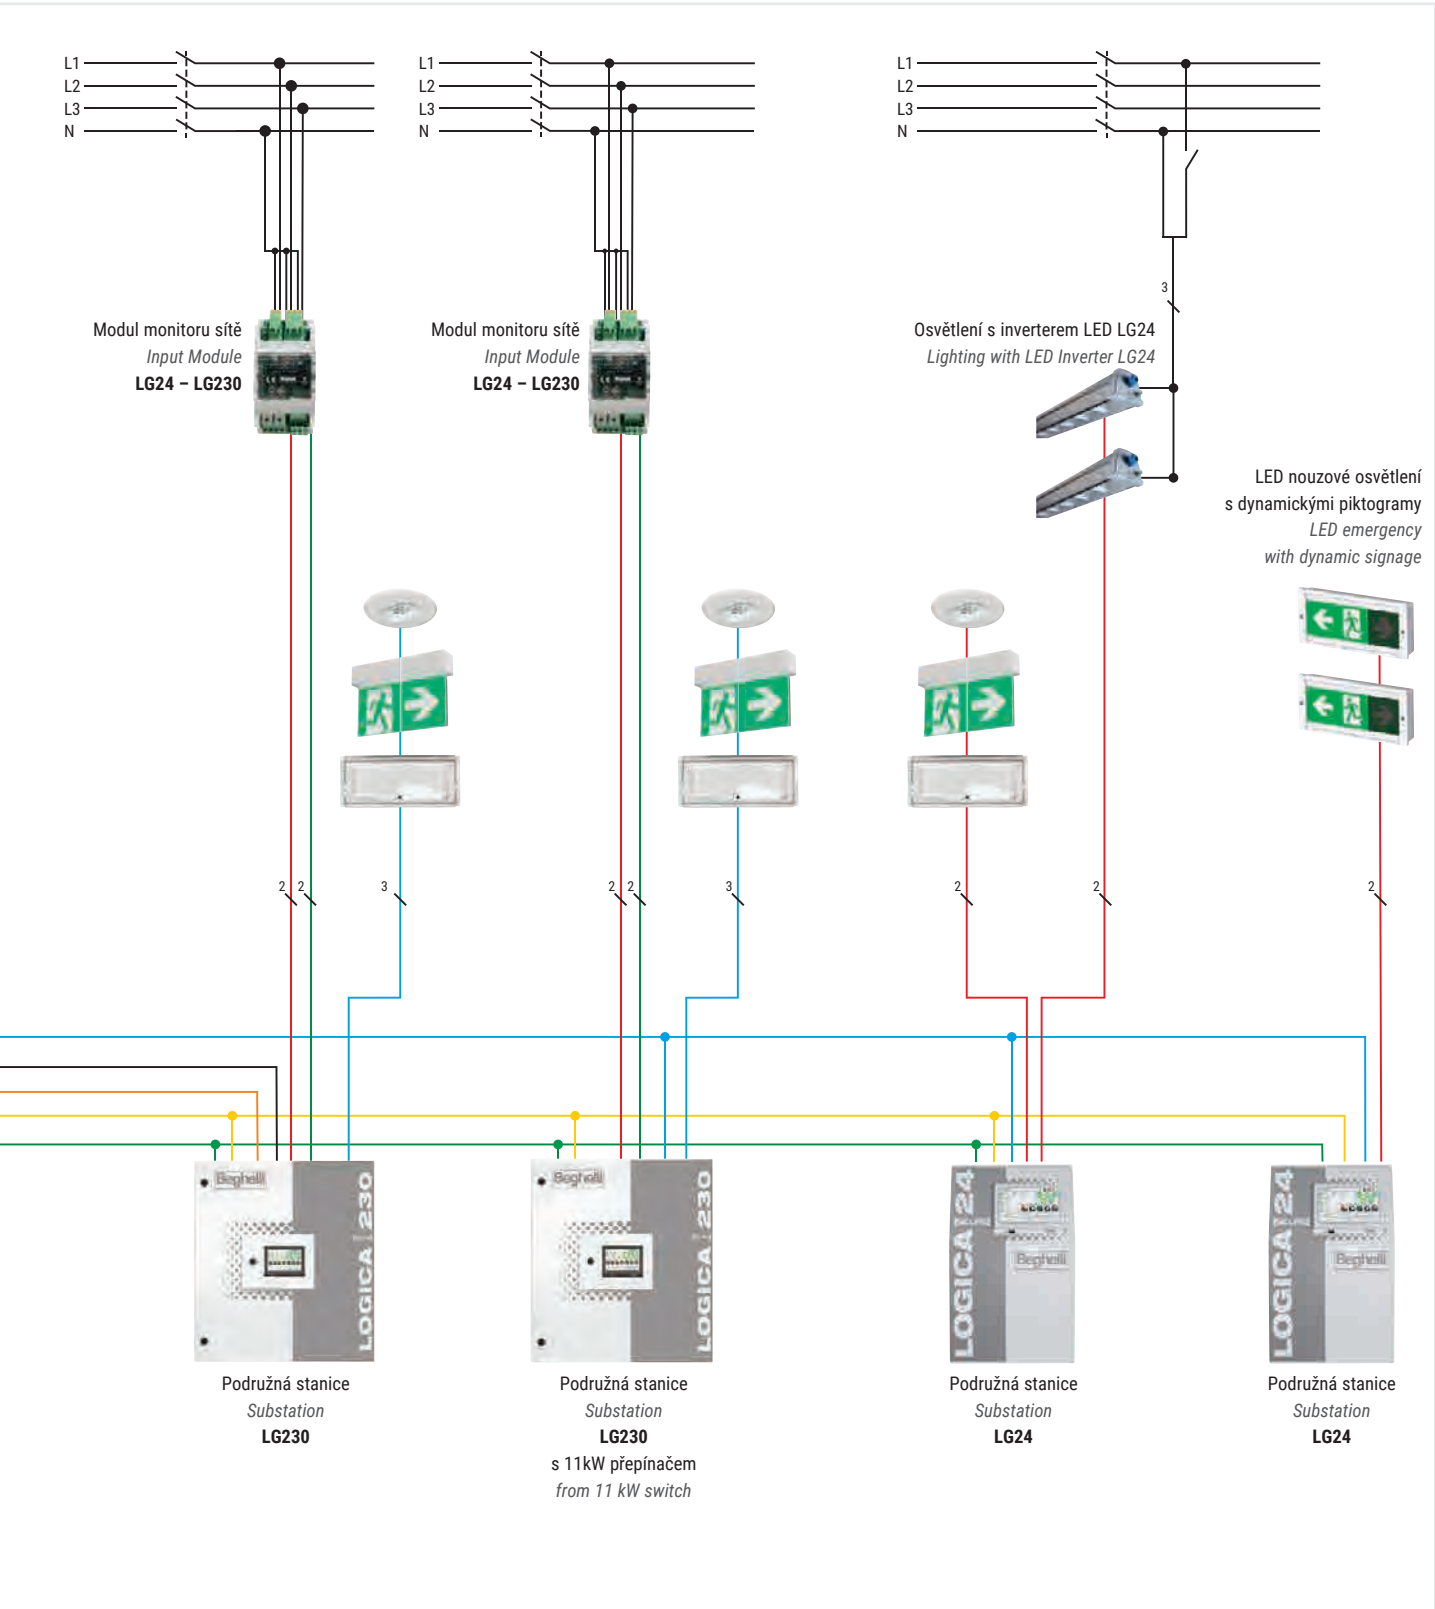 L1
L2
L3
N
L1
L2
L3
N
L1
L2
L3
N
3
Modul monitoru sítě
Input Module
LG24 – LG230
Modul monitoru sítě
Input Module
LG24 – LG230
Osvětlení s inverterem LED LG24
Lighting with LED Inverter LG24
LED nouzové osvětlení
s dynamickými piktogramy
LED emergency
with dynamic signage
2
2
3
2
2
3
2
2
2
Beghelli
LOGICA 230
Beghelli
LOGICA 230
LOGICA 24
Beghelli
LOGICA 24
Beghelli
Podružná stanice
Substation
LG230
Podružná stanice
Substation
LG230
s 11kW přepínačem
from 11 kW switch
Podružná stanice
Substation
LG24
Podružná stanice
Substation
LG24